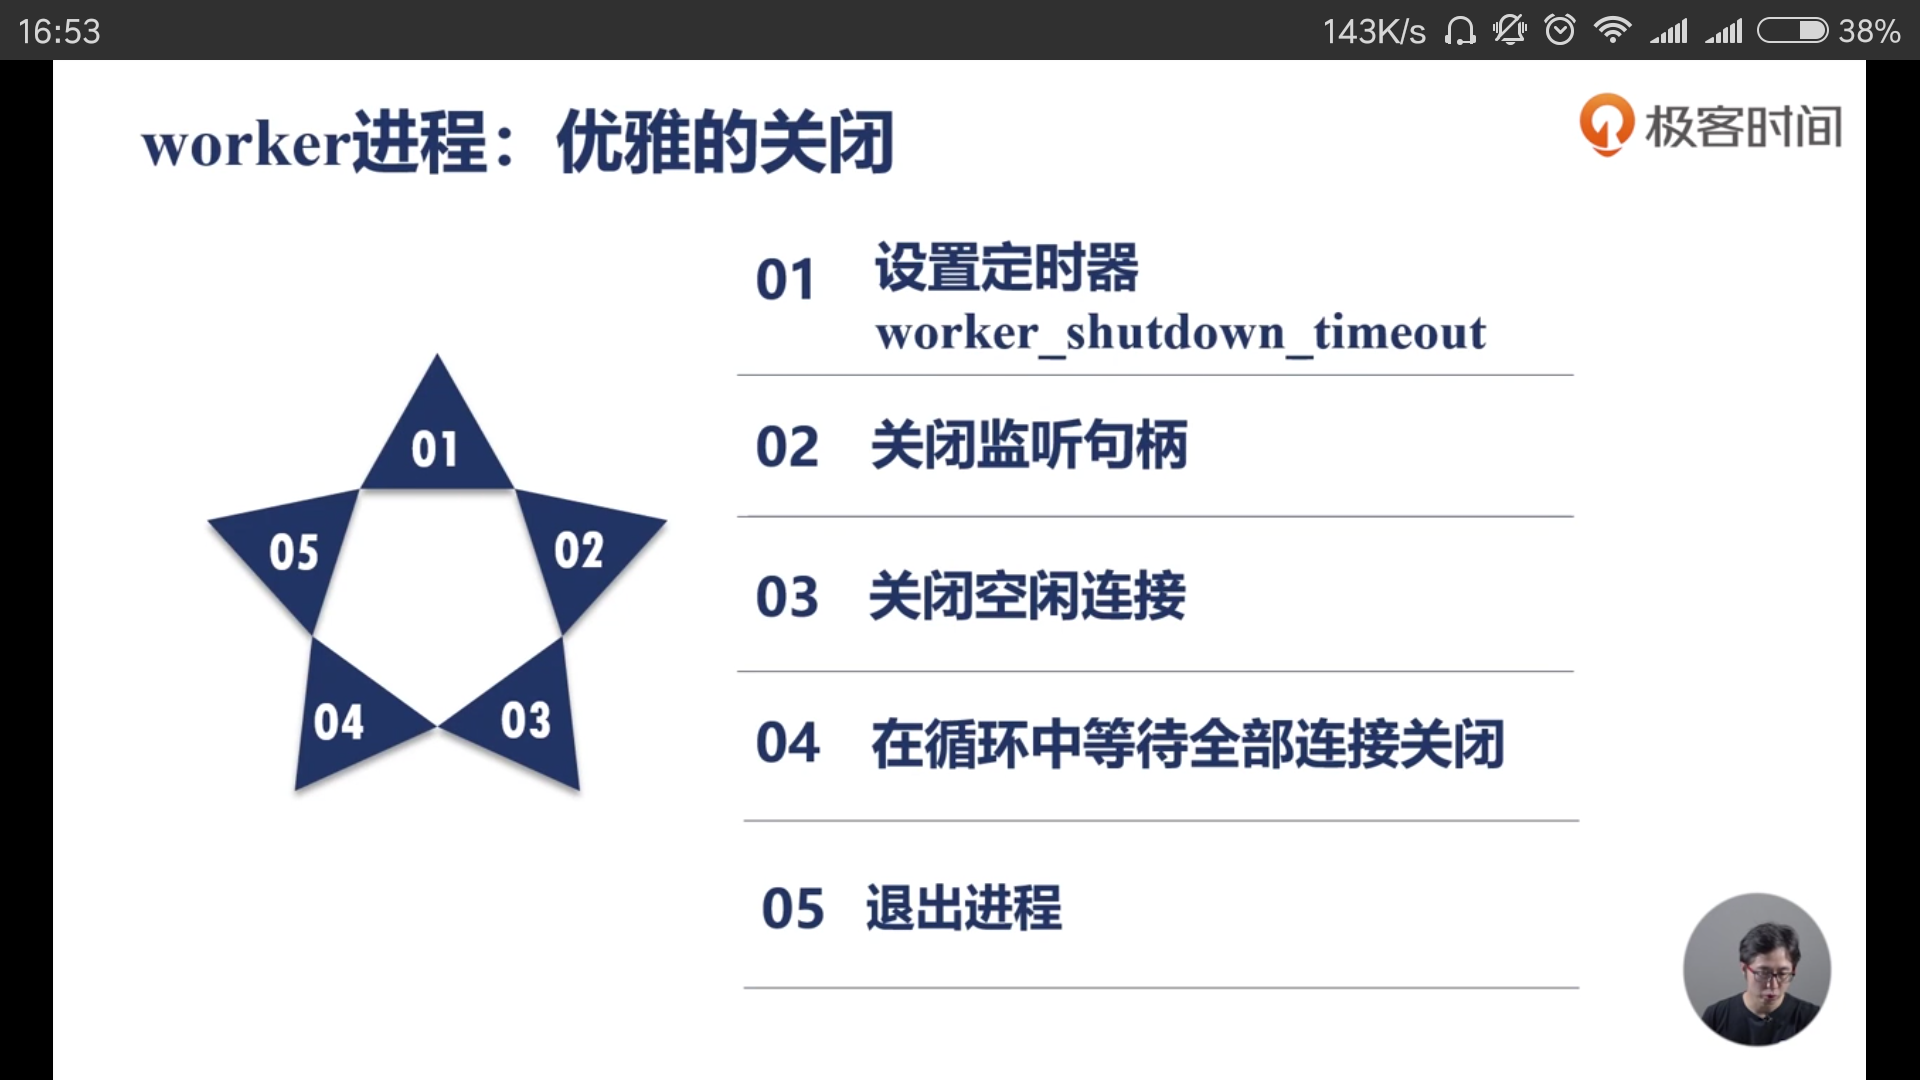 16:53
143K/s
38%
worker进程：优雅的关闭
极客时间
01 设置定时器
worker_shutdown_timeout
02 关闭监听句柄
03 关闭空闲连接
04 在循环中等待全部连接关闭
05 退出进程
01
05
02
04
03